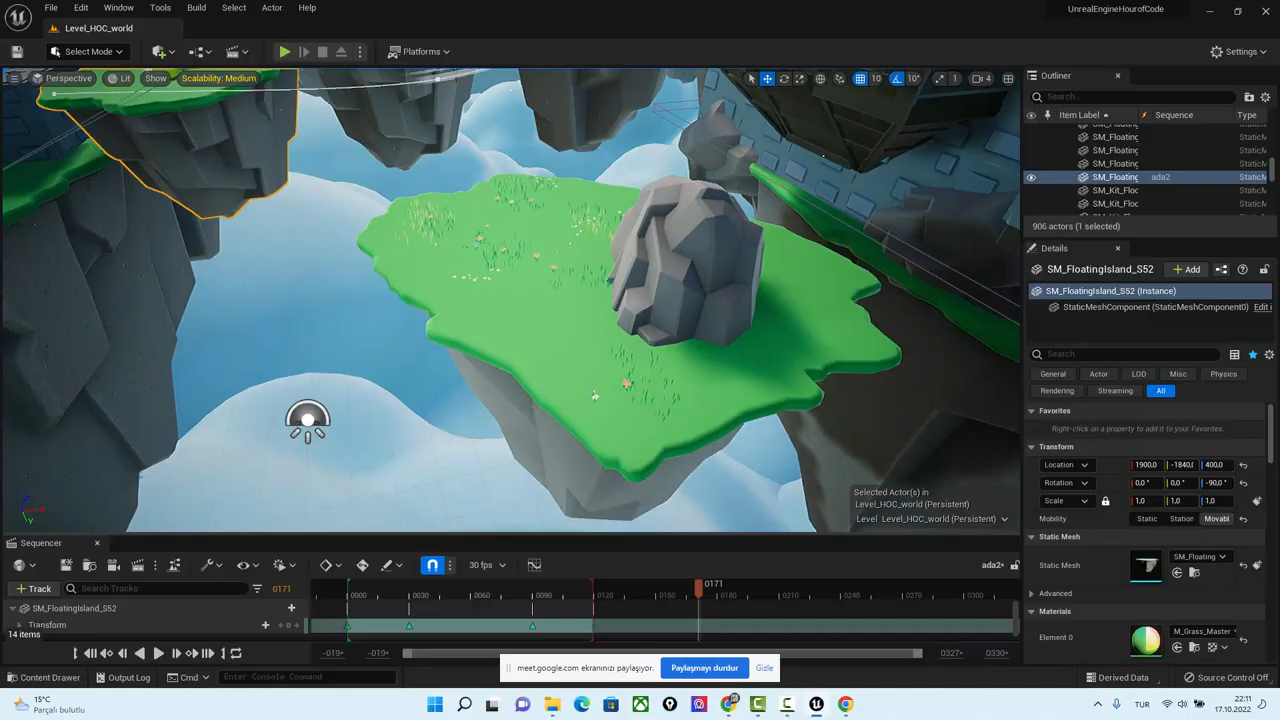 File Edit Window Tools Build Select Actor Help
UnrealEngineHourofCode
Level_HOC_world
Select Mode
Platforms
Settings
Perspective Lit Show Scalability: Medium
10 10° 1 4
Outliner
Search...
Item Label Sequence Type
SM_Floating StaticM
SM_Floating StaticM
SM_Floating StaticM
SM_Floating ada2 StaticM
SM_Kit_Floc StaticM
SM_Kit_Floc StaticM
906 actors (1 selected)
Details
SM_FloatingIsland_S52 Add
SM_FloatingIsland_S52 (Instance)
StaticMeshComponent (StaticMeshComponent0) Edit i
Search
General Actor LOD Misc Physics
Rendering Streaming All
Favorites
Right-click on a property to add it to your Favorites.
Transform
Location 1900,0 -1840,( 400,0
Rotation 0,0 ° 0,0 ° -90,0 °
Scale 1,0 1,0 1,0
Mobility Static Station Movabl
Static Mesh
Static Mesh SM_Floating
Advanced
Materials
Element 0 M_Grass_Master
Selected Actor(s) in
Level_HOC_world (Persistent)
Level Level_HOC_world (Persistent)
Sequencer
30 fps
ada2•
Track Search Tracks 0171
0000 0030 0060 0090 0120 0150 0171 0180 0210 0240 0270 0300
SM_FloatingIsland_S52
Transform
14 items
-019+ -019+ 0327+ 0330+
meet.google.com ekranınızı paylaşıyor. Paylaşmayı durdur Gizle
Content Drawer Output Log Cmd Enter Console Command
Derived Data Source Control Off
15°C
Parçalı bulutlu
TUR
22:11
17.10.2022